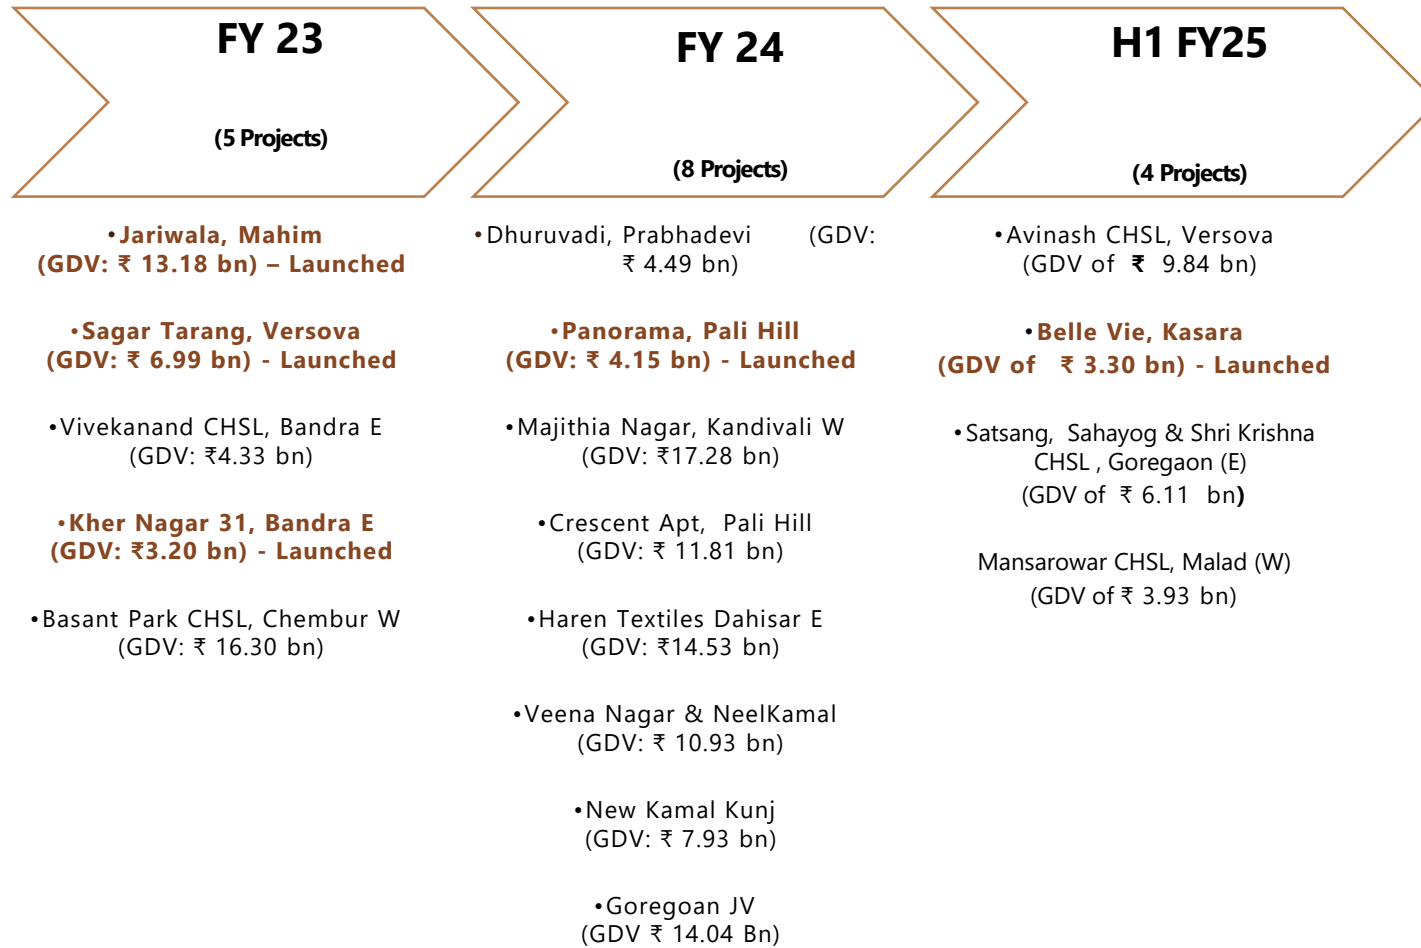 FY 23
(5 Projects)
•Jariwala, Mahim
(GDV: ₹ 13.18 bn) – Launched
•Sagar Tarang, Versova
(GDV: ₹ 6.99 bn) - Launched
•Vivekanand CHSL, Bandra E
(GDV: ₹4.33 bn)
•Kher Nagar 31, Bandra E
(GDV: ₹3.20 bn) - Launched
•Basant Park CHSL, Chembur W
(GDV: ₹ 16.30 bn)
FY 24
(8 Projects)
•Dhuruvadi, Prabhadevi (GDV:
₹ 4.49 bn)
•Panorama, Pali Hill
(GDV: ₹ 4.15 bn) - Launched
•Majithia Nagar, Kandivali W
(GDV: ₹17.28 bn)
•Crescent Apt, Pali Hill
(GDV: ₹ 11.81 bn)
•Haren Textiles Dahisar E
(GDV: ₹14.53 bn)
•Veena Nagar & NeelKamal
(GDV: ₹ 10.93 bn)
•New Kamal Kunj
(GDV: ₹ 7.93 bn)
•Goregoan JV
(GDV ₹ 14.04 Bn)
H1 FY25
(4 Projects)
•Avinash CHSL, Versova
(GDV of ₹ 9.84 bn)
•Belle Vie, Kasara
(GDV of ₹ 3.30 bn) - Launched
•Satsang, Sahayog & Shri Krishna
CHSL , Goregaon (E)
(GDV of ₹ 6.11 bn)
Mansarowar CHSL, Malad (W)
(GDV of ₹ 3.93 bn)